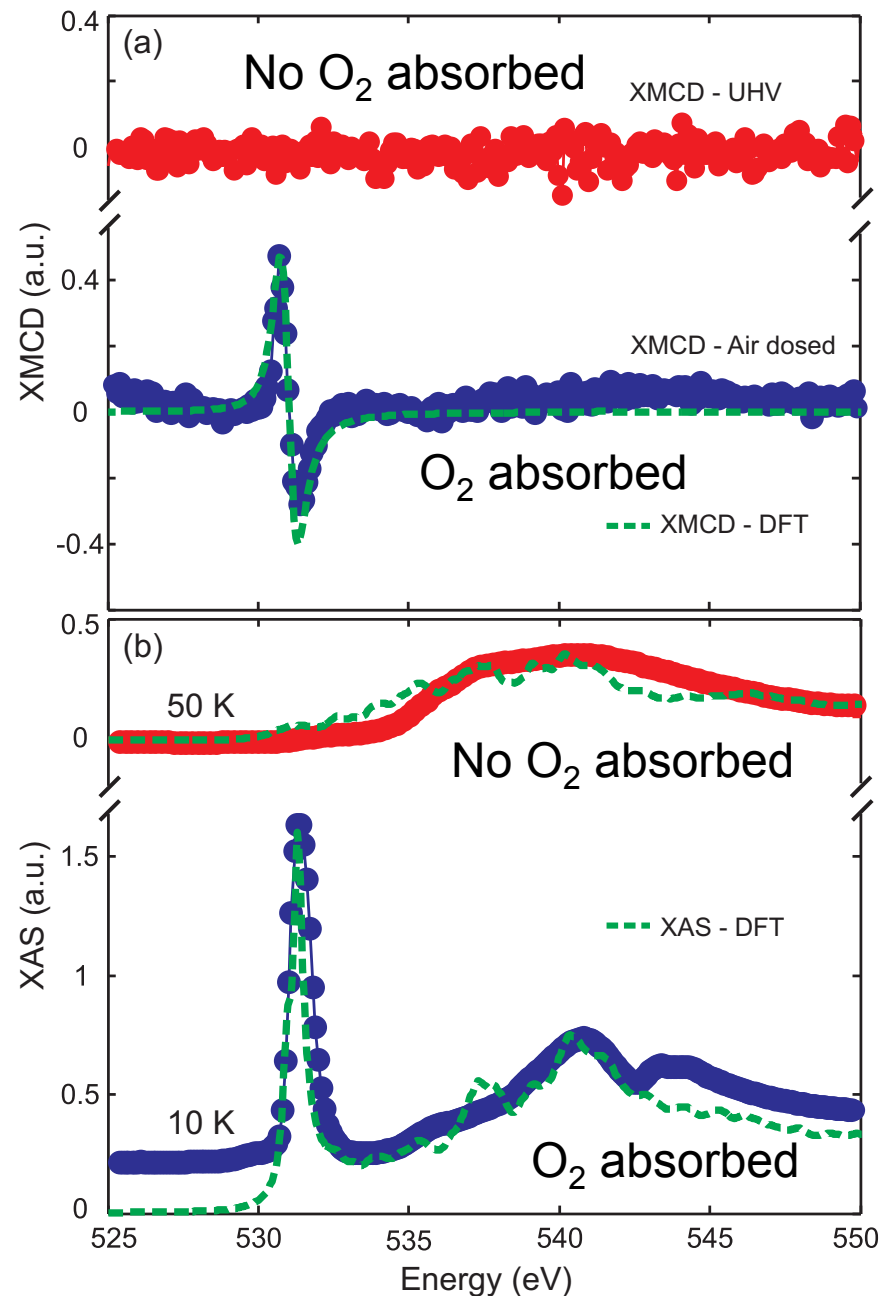 (a)
No O₂ absorbed
XMCD - UHV
0.4
0
XMCD (a.u.)
0.4
0
-0.4
XMCD - Air dosed
O₂ absorbed
XMCD - DFT
(b)
0.5
0
50 K
No O₂ absorbed
XAS (a.u.)
1.5
1
0.5
0
XAS - DFT
10 K
O₂ absorbed
525 530 535 540 545 550
Energy (eV)